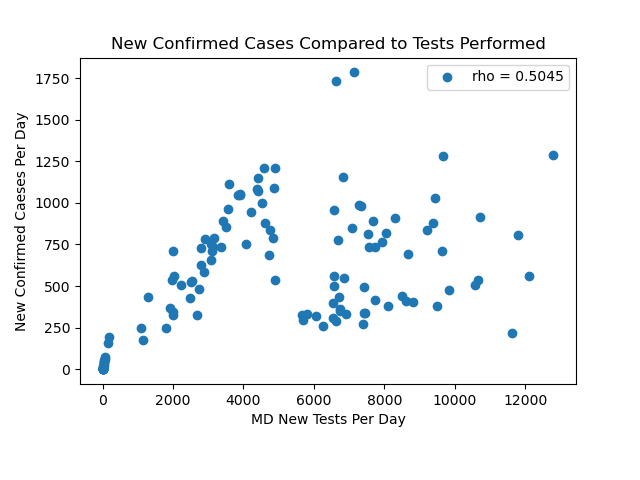 New Confirmed Cases Compared to Tests Performed
rho = 0.5045
New Confirmed Caeses Per Day
1750
1500
1250
1000
750
500
250
0
0 2000 4000 6000 8000 10000 12000
MD New Tests Per Day